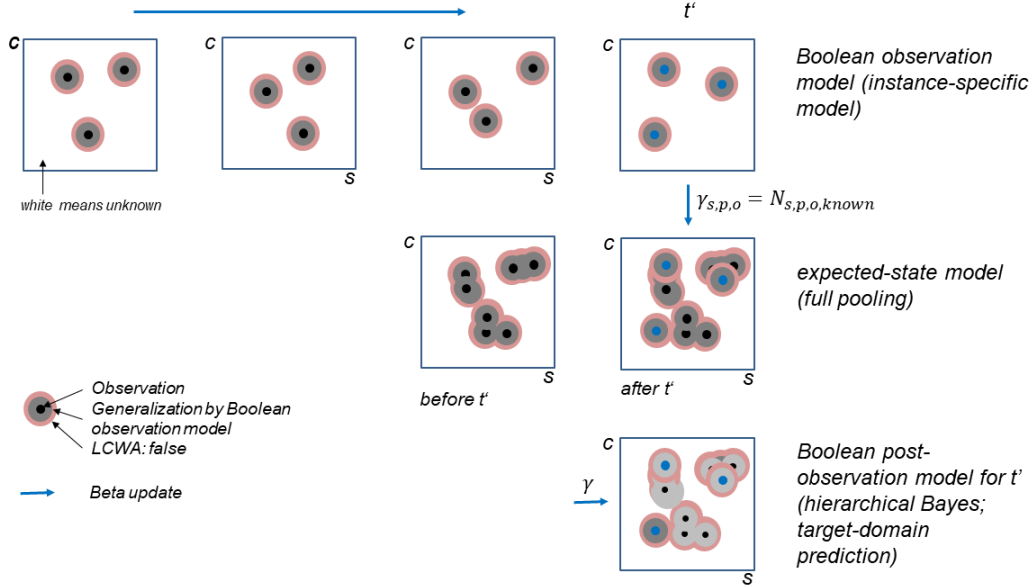 t‘
c
c
c
c
Boolean observation
model (instance-specific
model)
s
s
white means unknown
γs,p,o = Ns,p,o,known
c
c
expected-state model
(full pooling)
s
s
before t‘
after t‘
Observation
Generalization by Boolean
observation model
LCWA: false
Beta update
c
γ
Boolean post-
observation model for t’
(hierarchical Bayes;
target-domain
prediction)
s